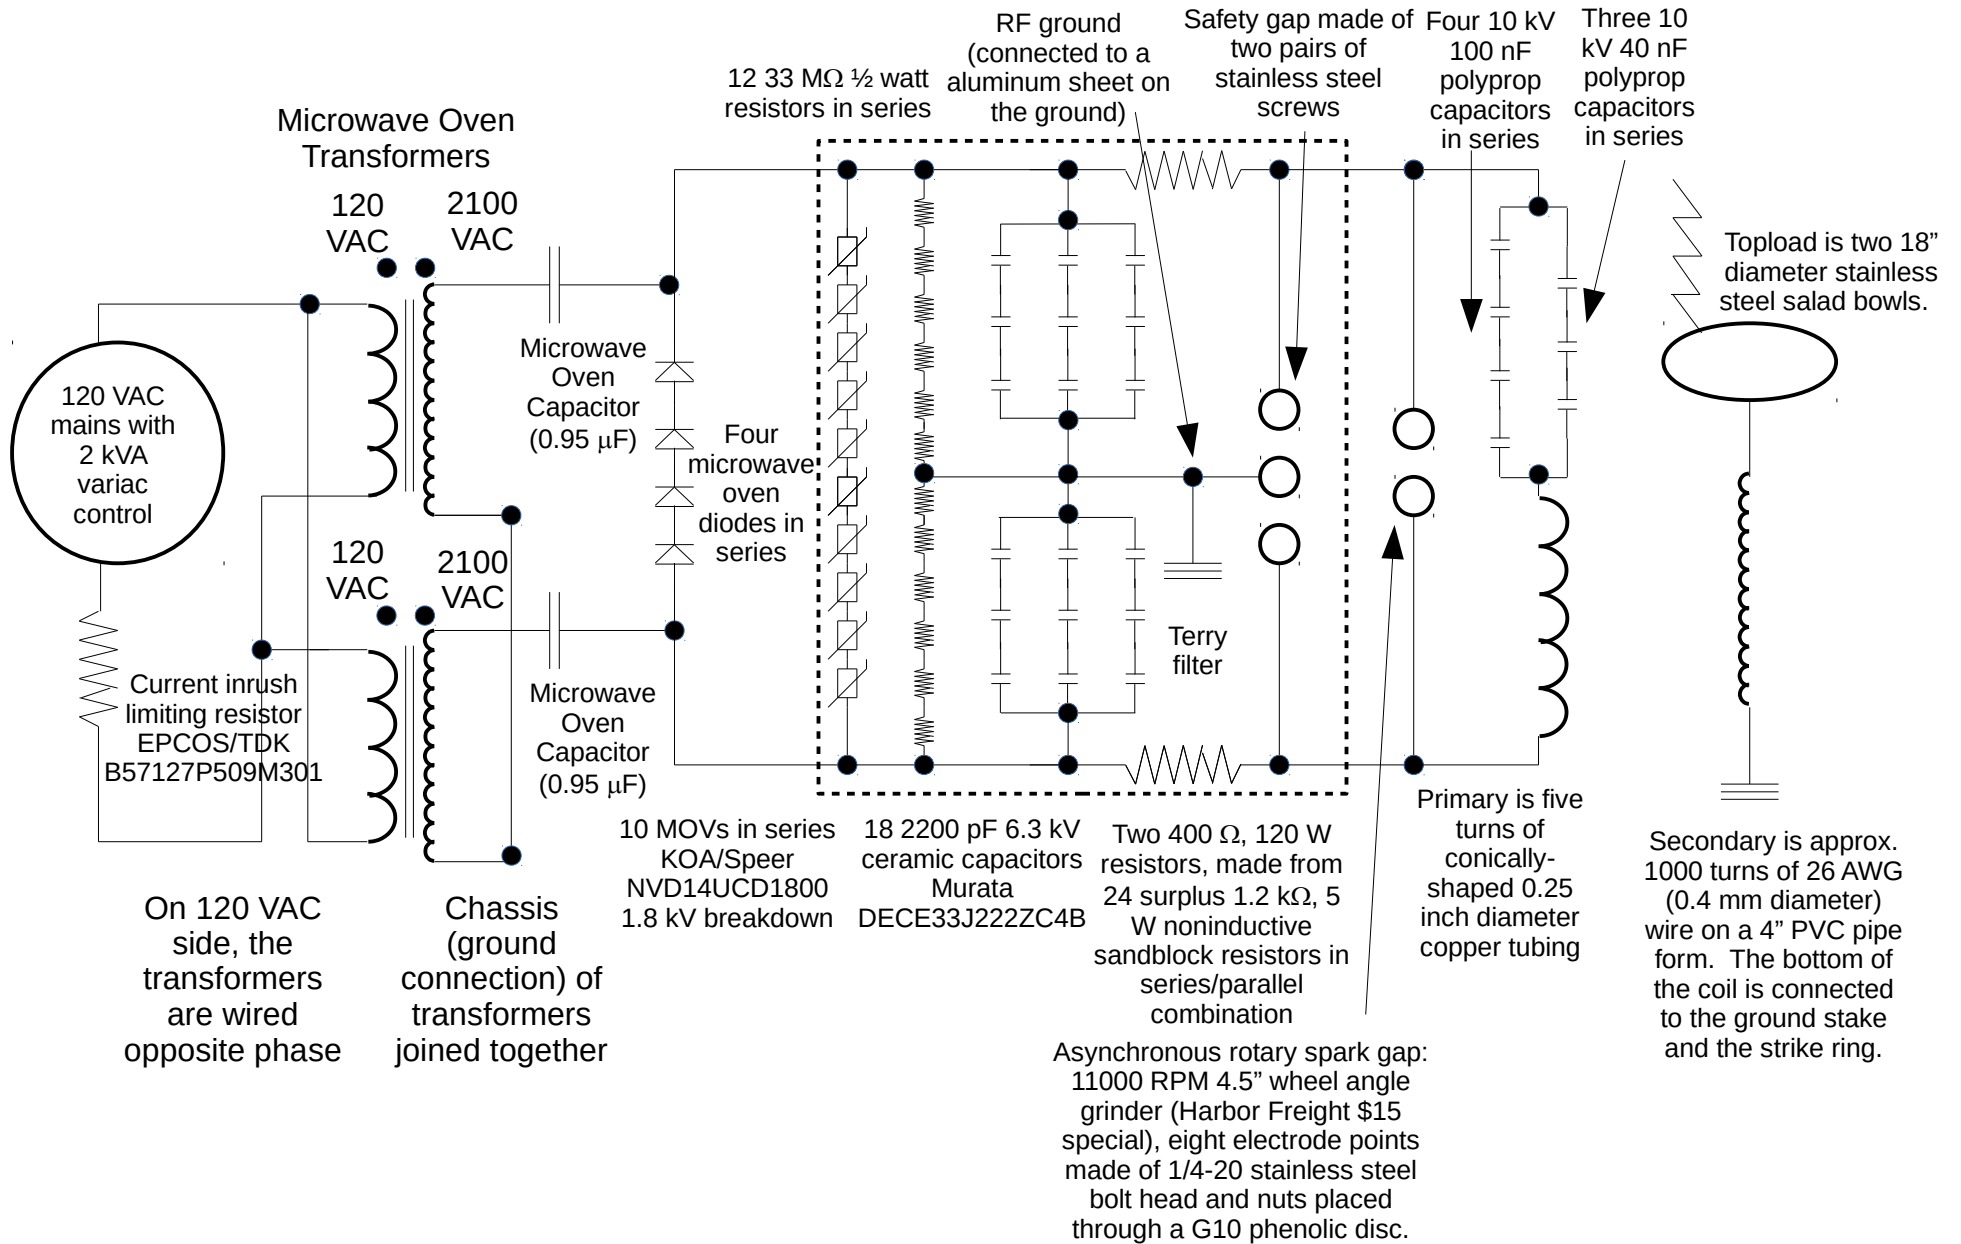 RF ground
(connected to a
aluminum sheet on
the ground)
Safety gap made of
two pairs of
stainless steel
screws
Four 10 kV
100 nF
polyprop
capacitors
in series
Three 10
kV 40 nF
polyprop
capacitors
in series
12 33 MΩ ½ watt
resistors in series
Microwave Oven
Transformers
120
VAC
2100
VAC
Topload is two 18”
diameter stainless
steel salad bowls.
120 VAC
mains with
2 kVA
variac
control
Microwave
Oven
Capacitor
(0.95 μF)
Four
microwave
oven
diodes in
series
120
VAC
2100
VAC
Terry
filter
Current inrush
limiting resistor
EPCOS/TDK
B57127P509M301
Microwave
Oven
Capacitor
(0.95 μF)
10 MOVs in series
KOA/Speer
NVD14UCD1800
1.8 kV breakdown
18 2200 pF 6.3 kV
ceramic capacitors
Murata
DECE33J222ZC4B
Two 400 Ω, 120 W
resistors, made from
24 surplus 1.2 kΩ, 5
W noninductive
sandblock resistors in
series/parallel
combination
Primary is five
turns of
conically-
shaped 0.25
inch diameter
copper tubing
Secondary is approx.
1000 turns of 26 AWG
(0.4 mm diameter)
wire on a 4” PVC pipe
form. The bottom of
the coil is connected
to the ground stake
and the strike ring.
On 120 VAC
side, the
transformers
are wired
opposite phase
Chassis
(ground
connection) of
transformers
joined together
Asynchronous rotary spark gap:
11000 RPM 4.5” wheel angle
grinder (Harbor Freight $15
special), eight electrode points
made of 1/4-20 stainless steel
bolt head and nuts placed
through a G10 phenolic disc.